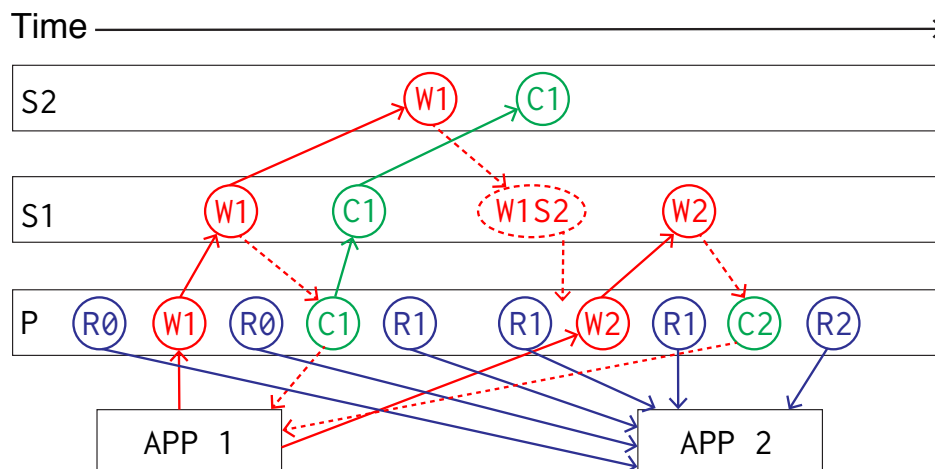 Time
S2 W1 C1
S1 W1 C1 W1S2 W2
P R0 W1 R0 C1 R1 R1 W2 R1 C2 R2
APP 1 APP 2